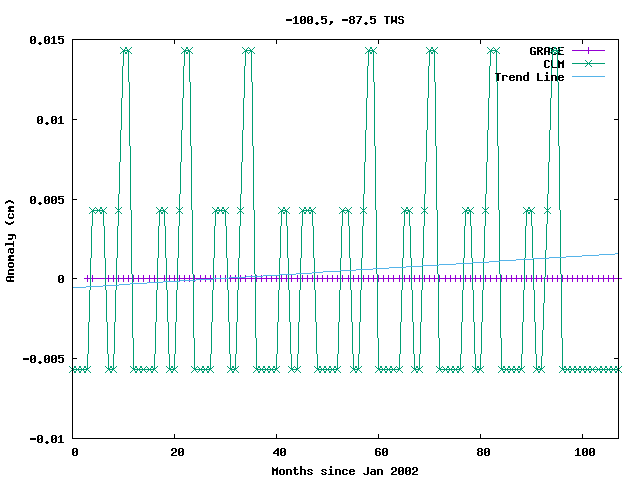 -100.5, -87.5 TWS
0.015
0.01
0.005
0
-0.005
-0.01
Anomaly (cm)
GRACE
CLM
Trend Line
0 20 40 60 80 100
Months since Jan 2002